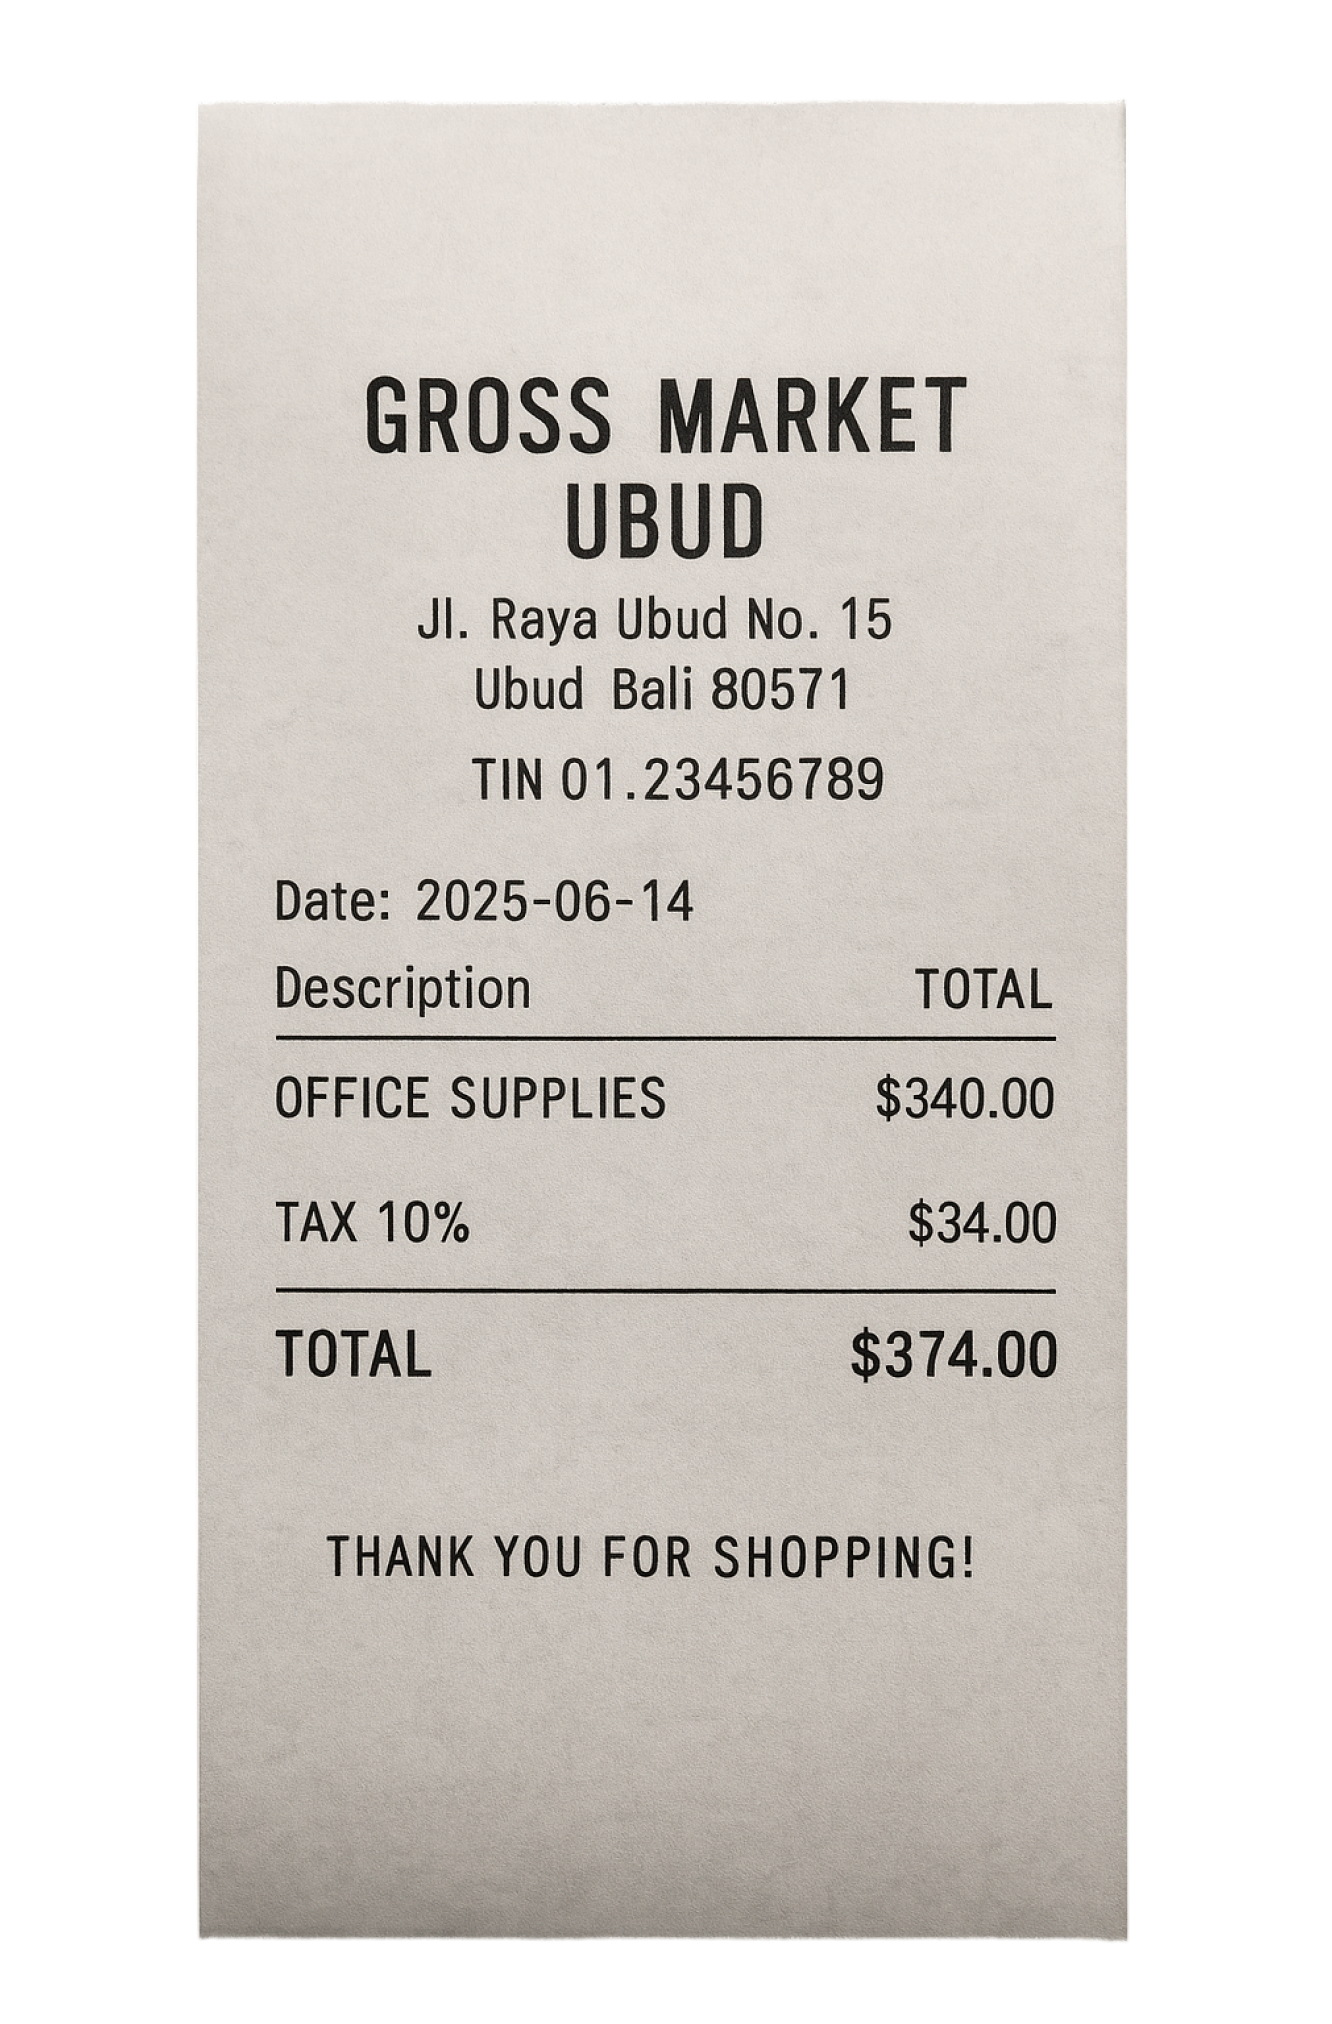 GROSS MARKET
UBUD
Jl. Raya Ubud No. 15
Ubud Bali 80571
TIN 01.23456789
Date: 2025-06-14
Description TOTAL
OFFICE SUPPLIES $340.00
TAX 10% $34.00
TOTAL $374.00
THANK YOU FOR SHOPPING!